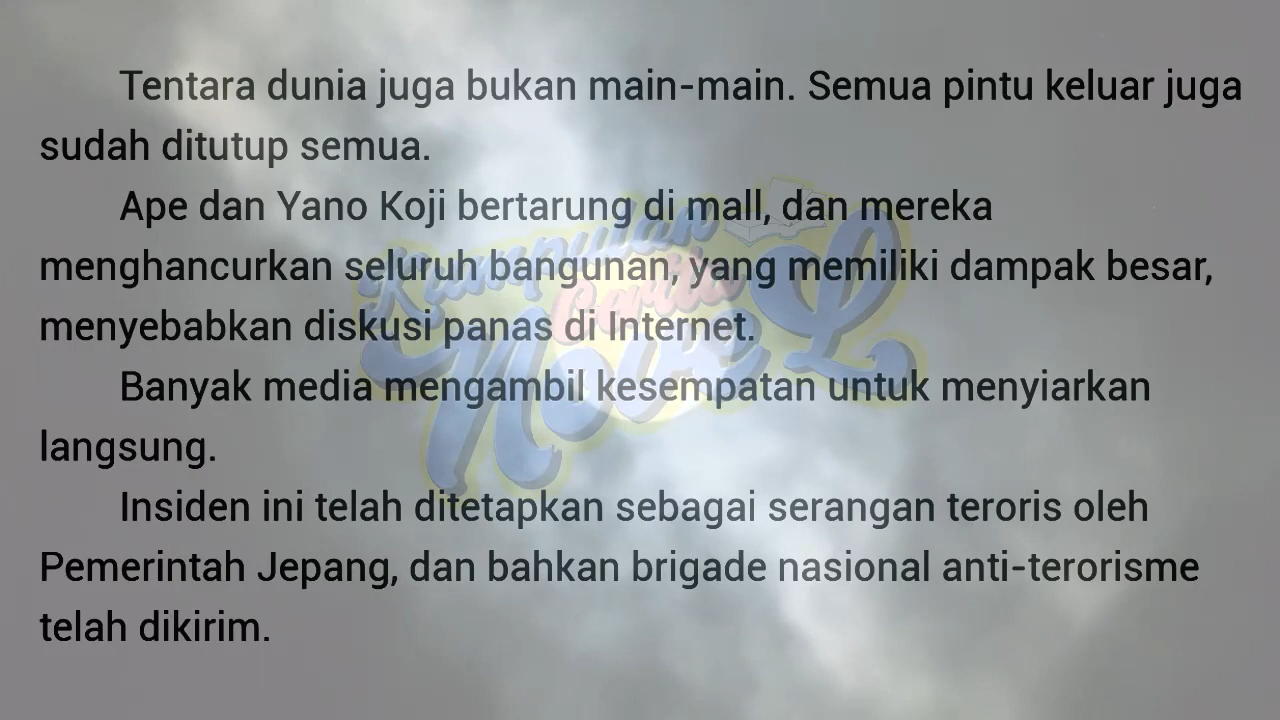 Tentara dunia juga bukan main-main. Semua pintu keluar juga
sudah ditutup semua.
Ape dan Yano Koji bertarung di mall, dan mereka
menghancurkan seluruh bangunan, yang memiliki dampak besar,
menyebabkan diskusi panas di Internet.
Banyak media mengambil kesempatan untuk menyiarkan
langsung.
Insiden ini telah ditetapkan sebagai serangan teroris oleh
Pemerintah Jepang, dan bahkan brigade nasional anti-terorisme
telah dikirim.
Kumpulan
Cerita
Novel